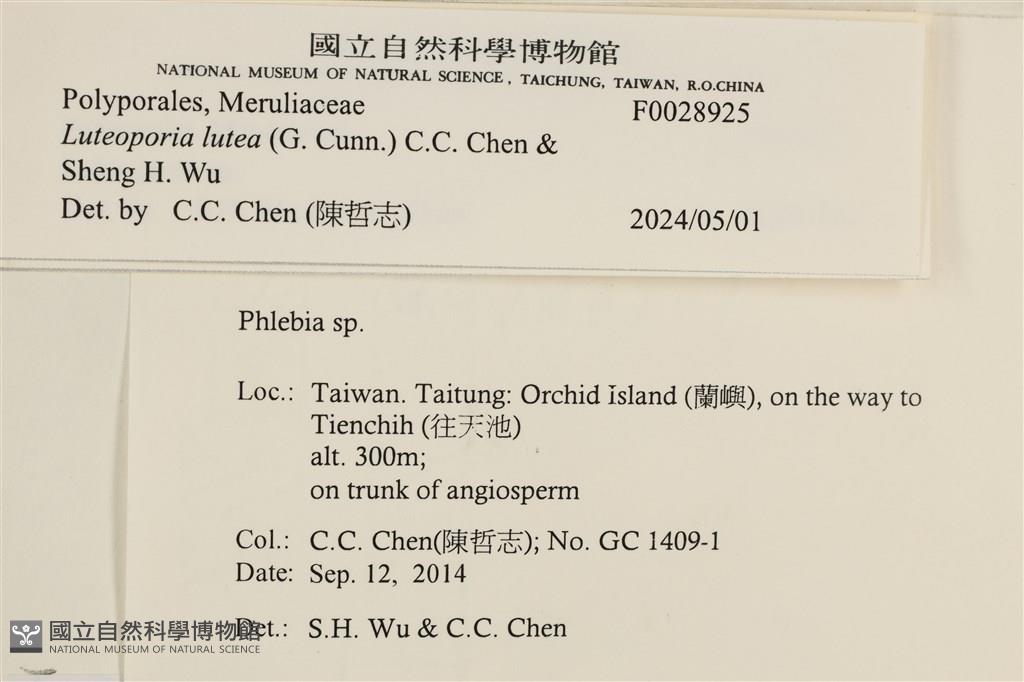 國立自然科學博物館
NATIONAL MUSEUM OF NATURAL SCIENCE, TAICHUNG, TAIWAN, R.O.CHINA
Polyporales, Meruliaceae F0028925
Luteoporia lutea (G. Cunn.) C.C. Chen &
Sheng H. Wu
Det. by C.C. Chen (陳哲志) 2024/05/01
Phlebia sp.
Loc.: Taiwan. Taitung: Orchid Island (蘭嶼), on the way to
Tienchih (往天池)
alt. 300m;
on trunk of angiosperm
Col.: C.C. Chen(陳哲志); No. GC 1409-1
Date: Sep. 12, 2014
Det.: S.H. Wu & C.C. Chen
國立自然科學博物館
NATIONAL MUSEUM OF NATURAL SCIENCE